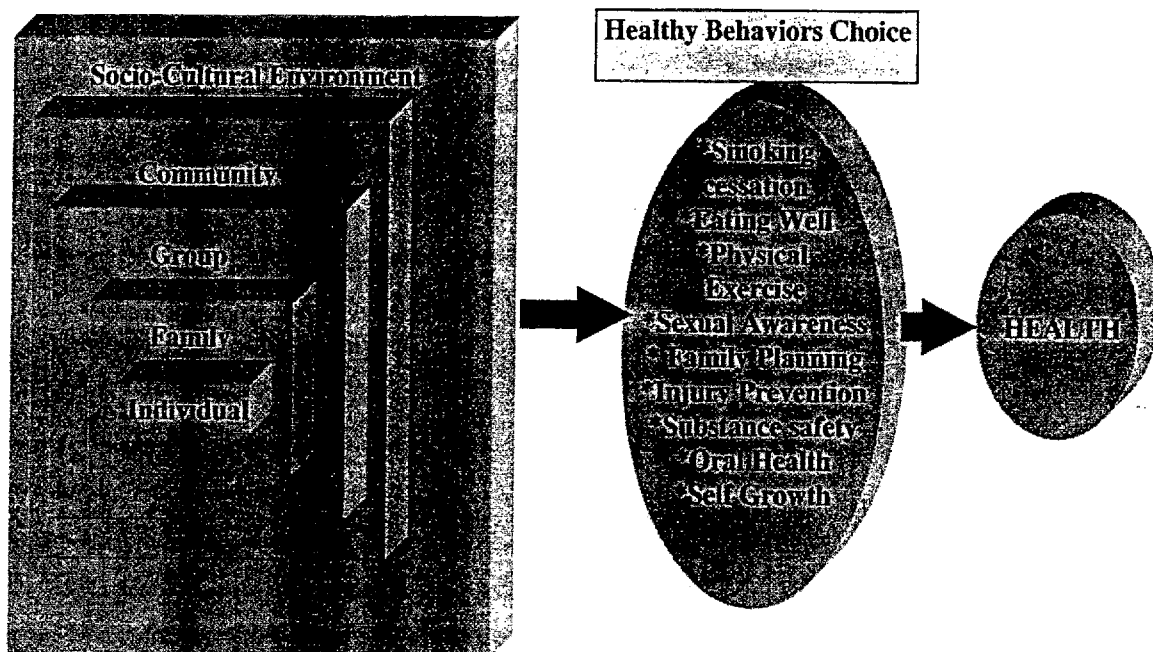 Socio-Cultural Environment
Community
Group
Family
Individual
Healthy Behaviors Choice
*Smoking
cessation
*Eating Well
*Physical
Exercise
*Sexual Awareness
*Family Planning
*Injury Prevention
*Substance safety
*Oral Health
*Self Growth
HEALTH